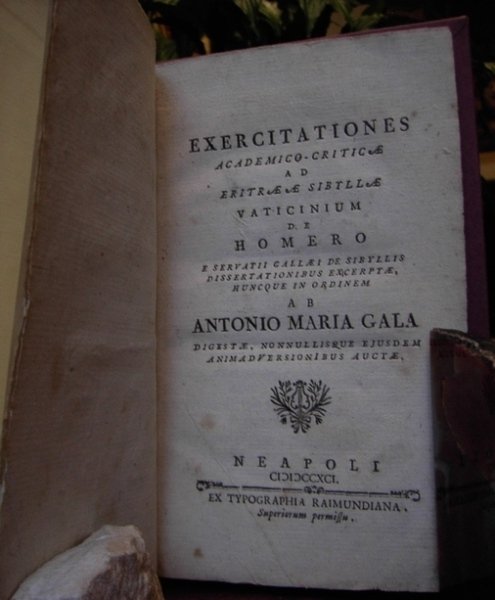 EXERCITATIONES
ACADEMICO-CRITICÆ
AD
ERITRÆÆ SIBYLLÆ
VATICINIUM
DE
HOMERO
E SERVATII GALLÆI DE SIBYLLIS
DISSERTATIONIBUS EXCERPTÆ,
HUNCQUE IN ORDINEM
AB
ANTONIO MARIA GALA
DIGESTÆ, NONNULLISQUE EJUSDEM
ANIMADVERSIONIBUS AUCTÆ,
NEAPOLI
CIƆIƆCCXCI.
EX TYPOGRAPHIA RAIMUNDIANA.
Superiorum permissu.